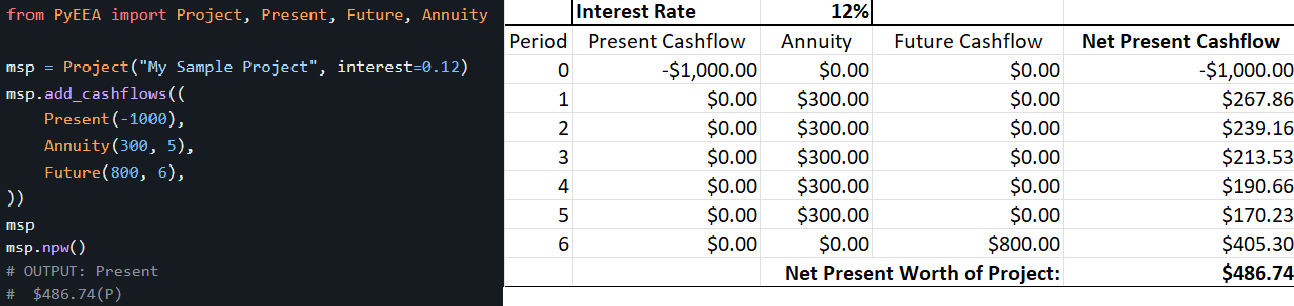 from PyEEA import Project, Present, Future, Annuity
msp = Project("My Sample Project", interest=0.12)
msp.add_cashflows((
    Present(-1000),
    Annuity(300, 5),
    Future(800, 6),
))
msp
msp.npw()
# OUTPUT: Present
#  $486.74(P)
Interest Rate 12%
Period Present Cashflow Annuity Future Cashflow Net Present Cashflow
0 -$1,000.00 $0.00 $0.00 -$1,000.00
1 $0.00 $300.00 $0.00 $267.86
2 $0.00 $300.00 $0.00 $239.16
3 $0.00 $300.00 $0.00 $213.53
4 $0.00 $300.00 $0.00 $190.66
5 $0.00 $300.00 $0.00 $170.23
6 $0.00 $0.00 $800.00 $405.30
Net Present Worth of Project: $486.74